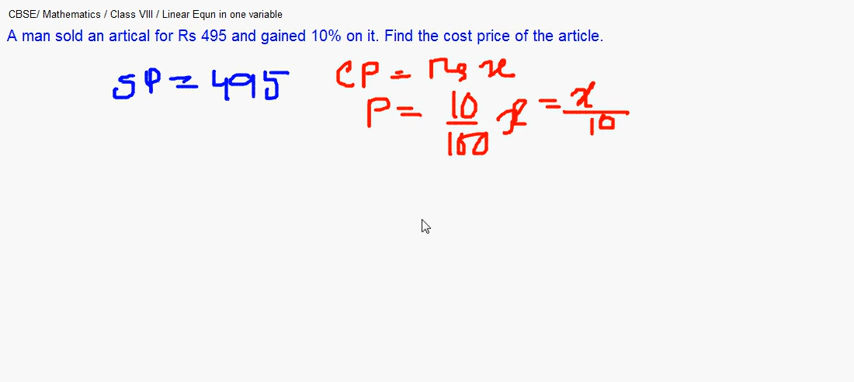 CBSE/ Mathematics / Class VIII / Linear Equn in one variable
A man sold an artical for Rs 495 and gained 10% on it. Find the cost price of the article.
SP = 495 CP = Rs x
P = 10/100 x = x/10